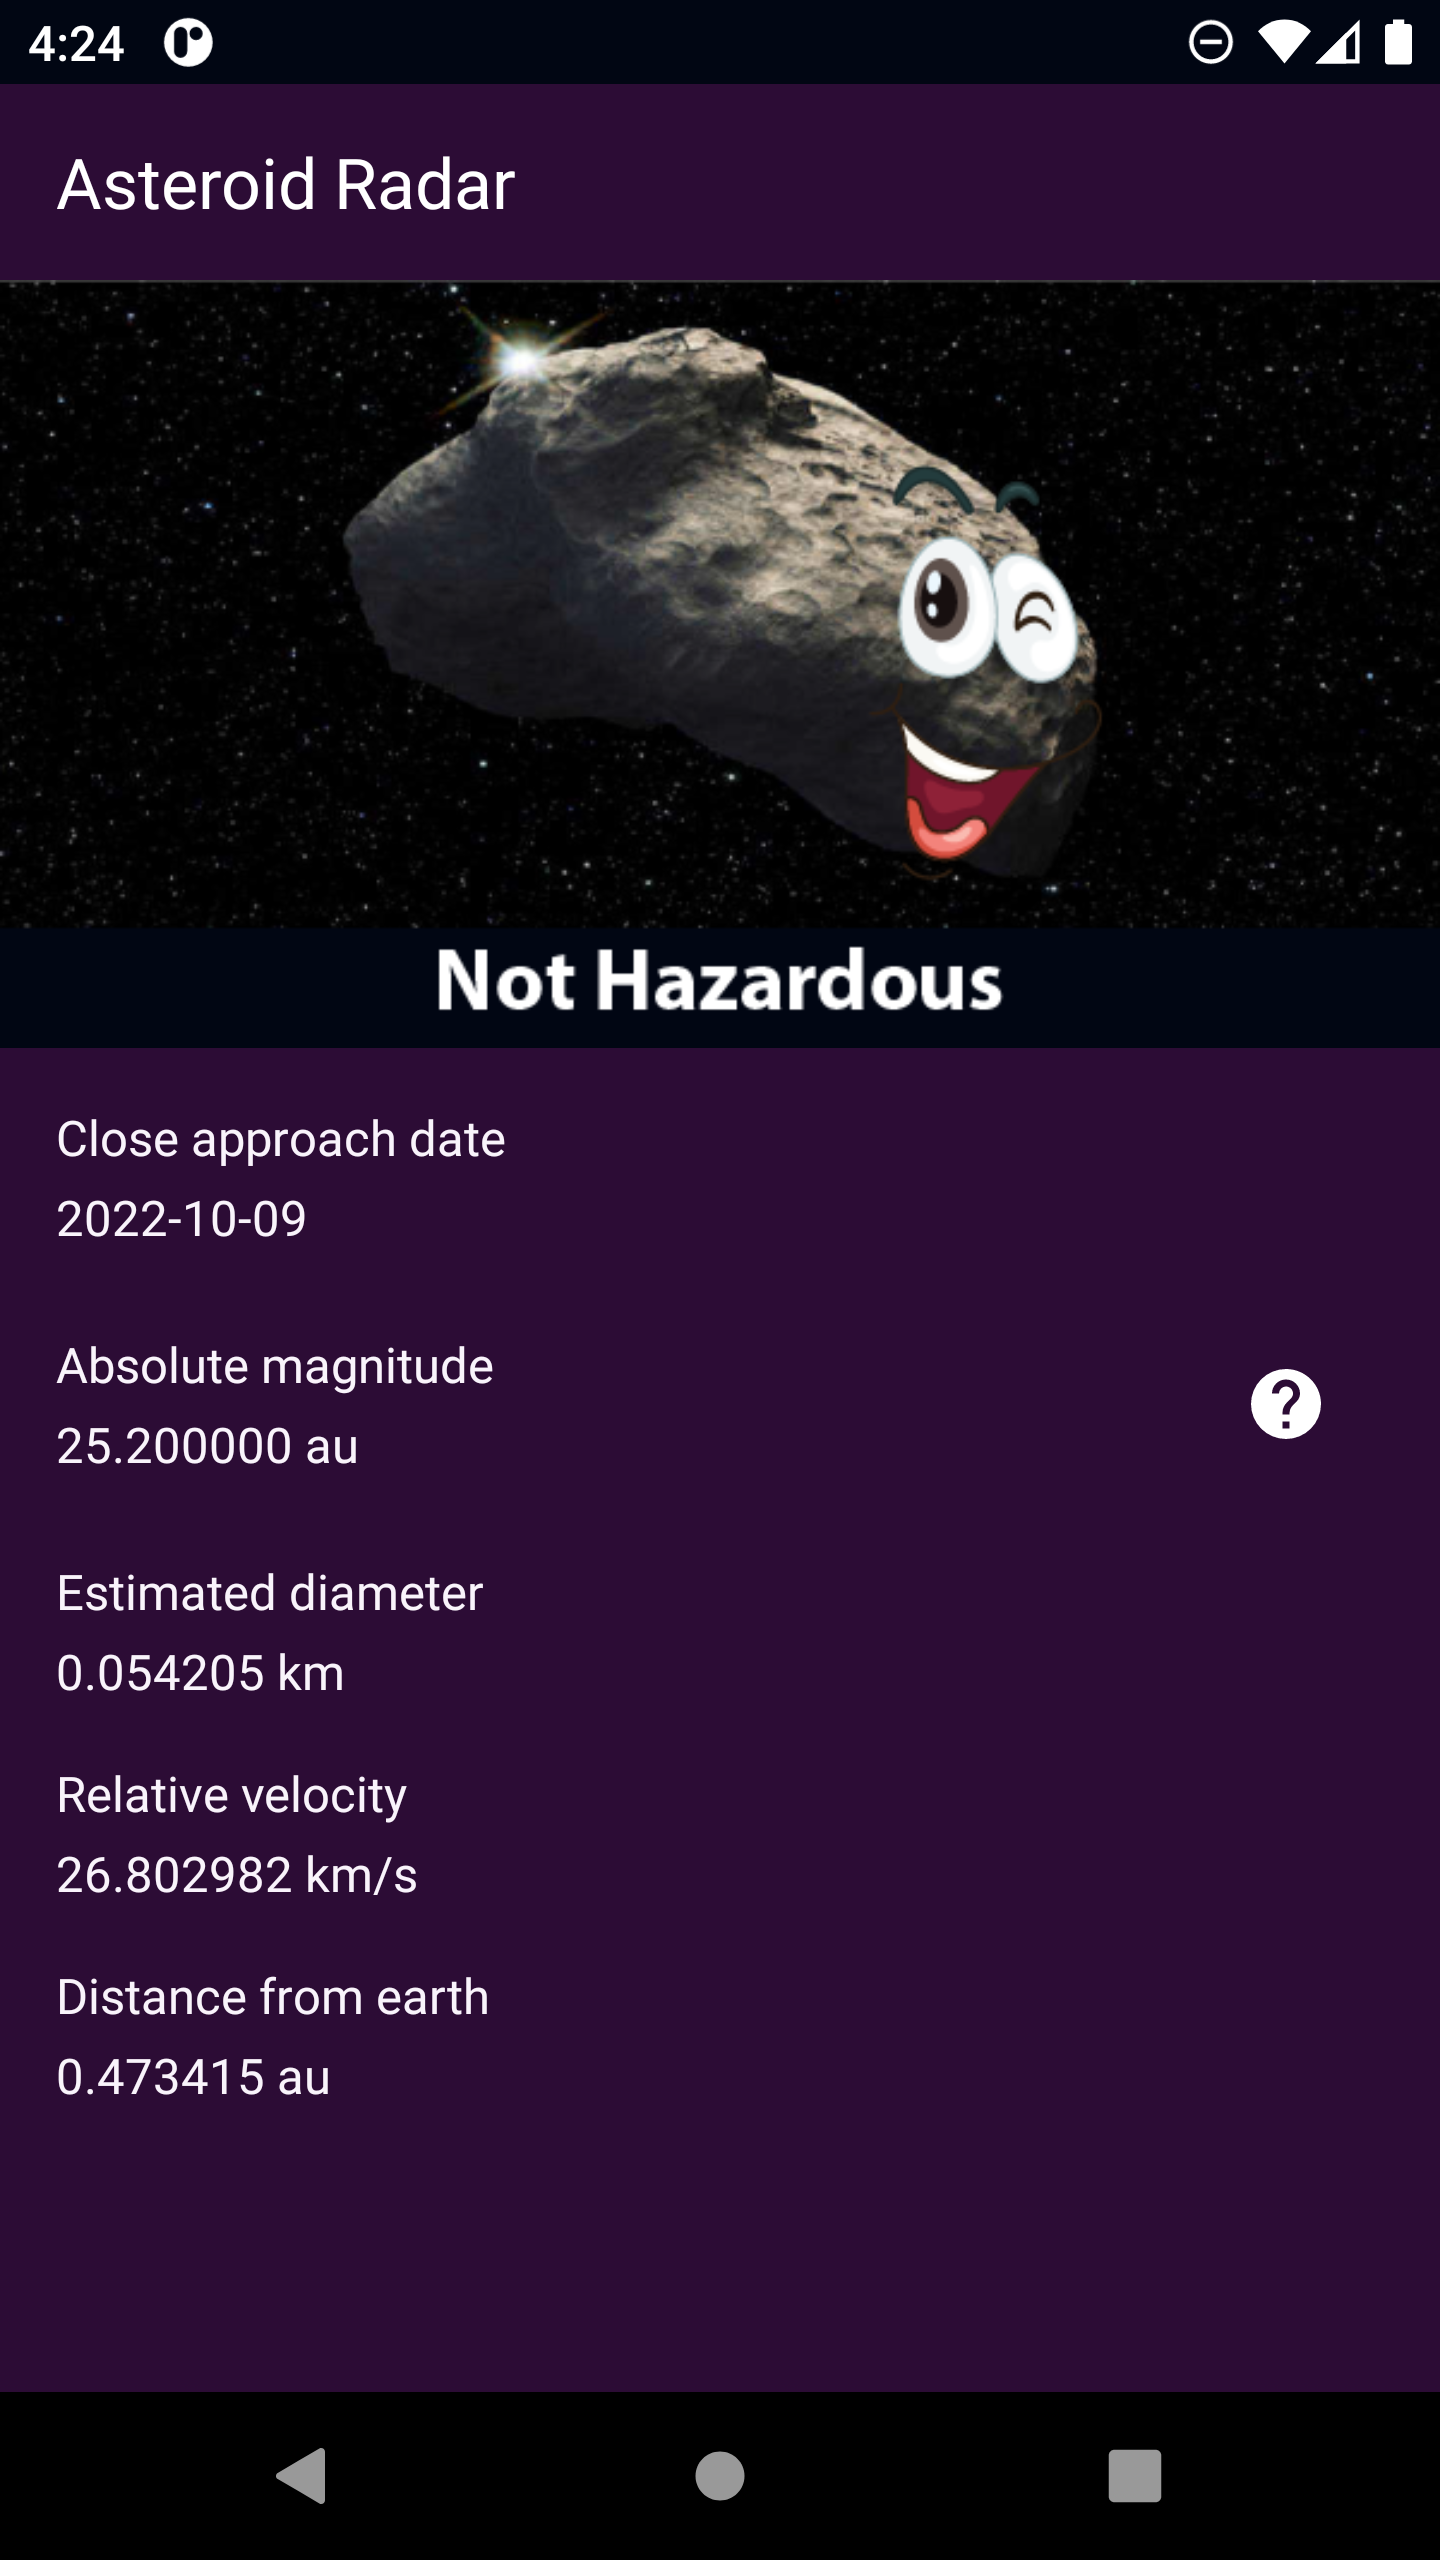 4:24
Asteroid Radar
Not Hazardous
Close approach date
2022-10-09
Absolute magnitude
25.200000 au
?
Estimated diameter
0.054205 km
Relative velocity
26.802982 km/s
Distance from earth
0.473415 au